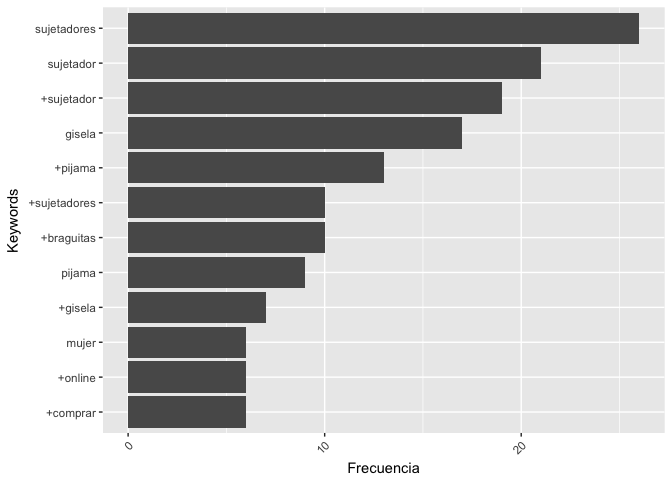 sujetadores
sujetador
+sujetador
gisela
+pijama
+sujetadores
+braguitas
pijama
+gisela
mujer
+online
+comprar
Keywords
0
10
20
Frecuencia